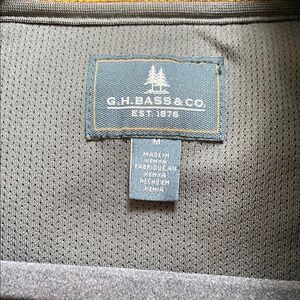 G.H.BASS & CO.
EST. 1876
M
MADE IN
KENYA
FABRIQUÉ AU
KENYA
HECHO EN
KENIA